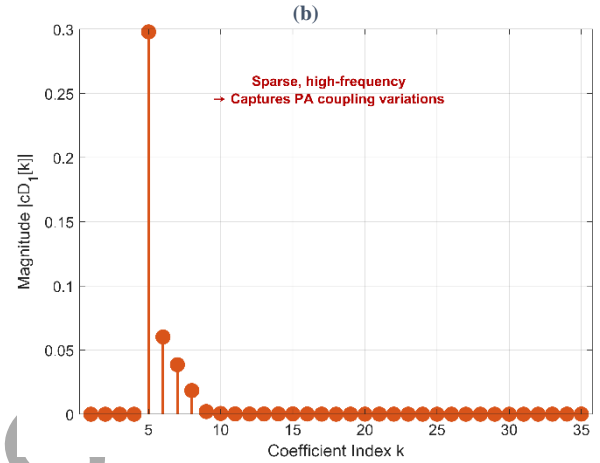 (b)
0.3
Sparse, high-frequency
→ Captures PA coupling variations
0.25
0.2
0.15
0.1
0.05
0
Magnitude |cD1[k]|
5 10 15 20 25 30 35
Coefficient Index k